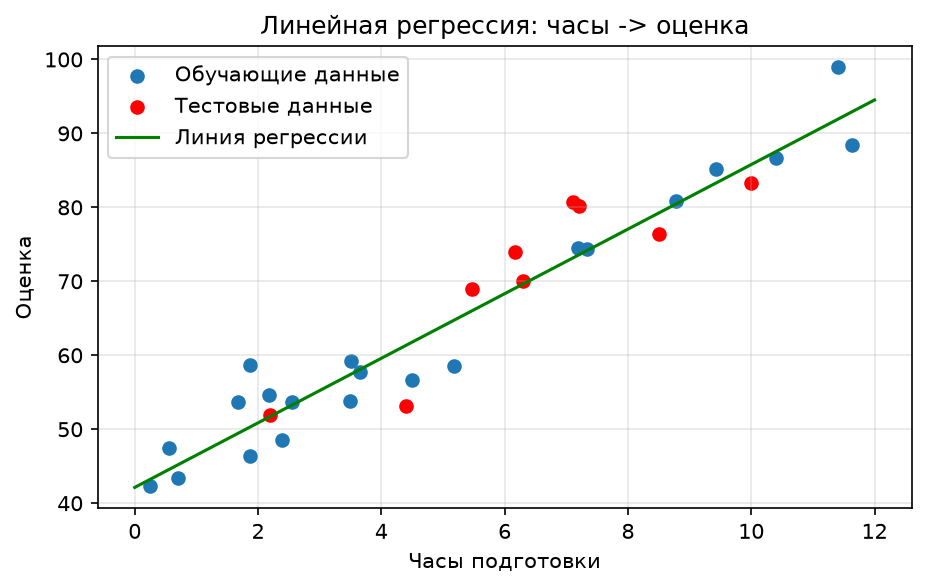 Линейная регрессия: часы -> оценка
Обучающие данные
Тестовые данные
Линия регрессии
Оценка
100
90
80
70
60
50
40
0 2 4 6 8 10 12
Часы подготовки